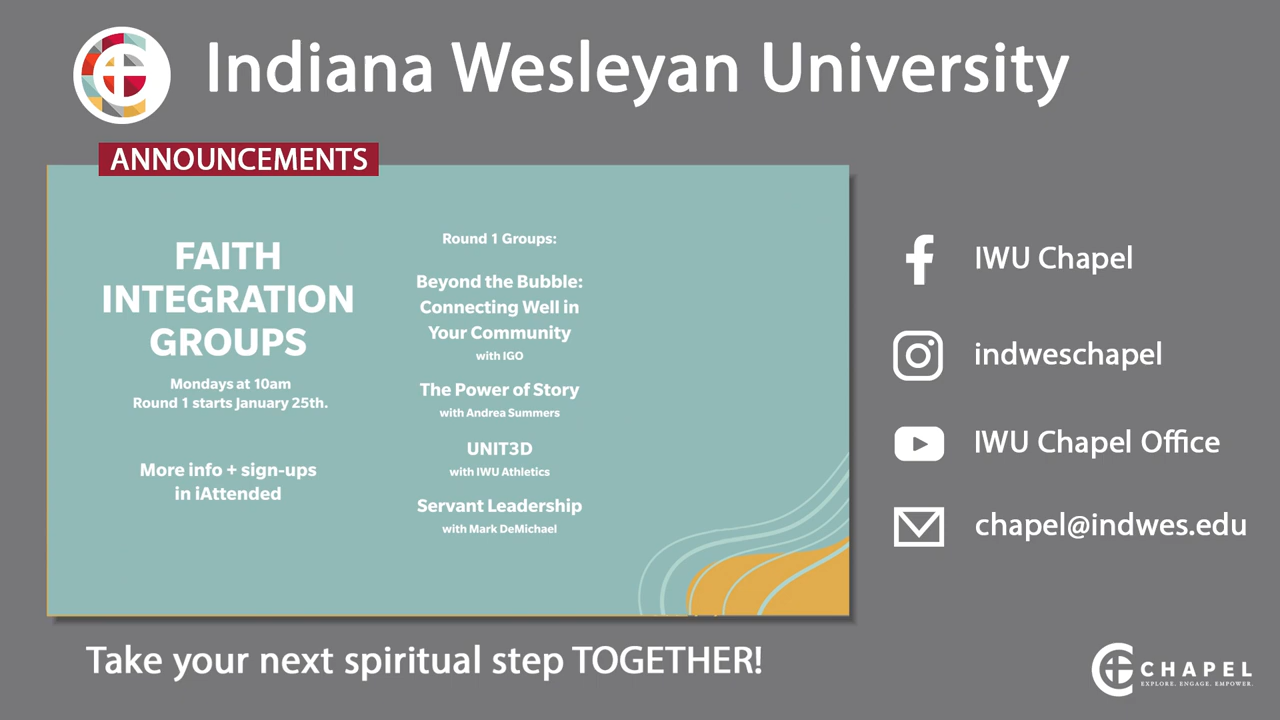 Indiana Wesleyan University
ANNOUNCEMENTS
FAITH
INTEGRATION
GROUPS
Mondays at 10am
Round 1 starts January 25th.
More info + sign-ups
in iAttended
Round 1 Groups:
Beyond the Bubble:
Connecting Well in
Your Community
with IGO
The Power of Story
with Andrea Summers
UNIT3D
with IWU Athletics
Servant Leadership
with Mark DeMichael
IWU Chapel
indweschapel
IWU Chapel Office
chapel@indwes.edu
Take your next spiritual step TOGETHER!
CHAPEL
EXPLORE. ENGAGE. EMPOWER.